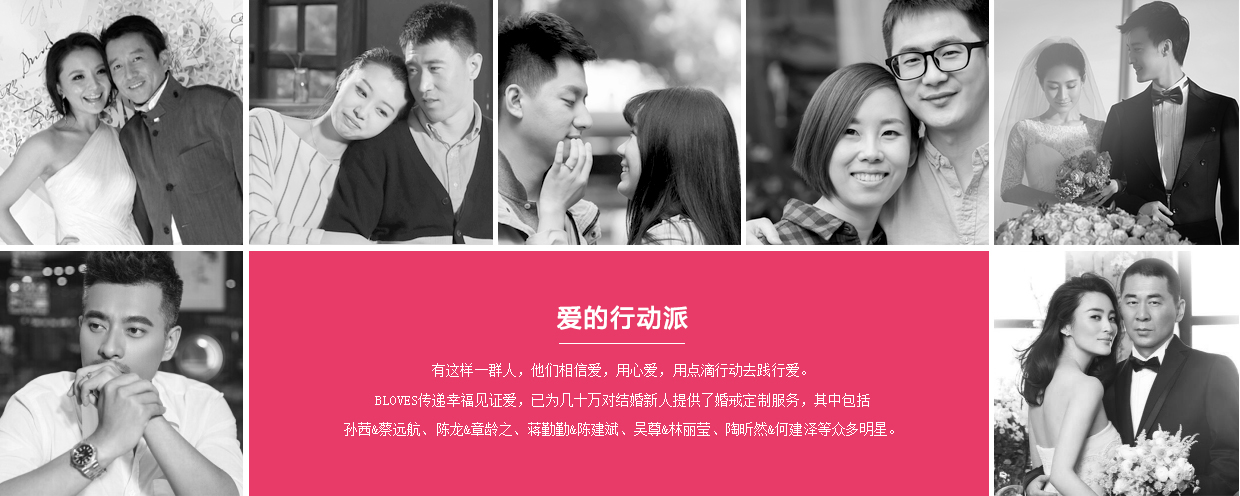 爱的行动派
有这样一群人，他们相信爱，用心爱，用点滴行动去践行爱。
BLOVES传递幸福见证爱，已为几十万对结婚新人提供了婚戒定制服务，其中包括
孙茜&蔡远航、陈龙&章龄之、蒋勤勤&陈建斌、吴尊&林丽莹、陶昕然&何建泽等众多明星。